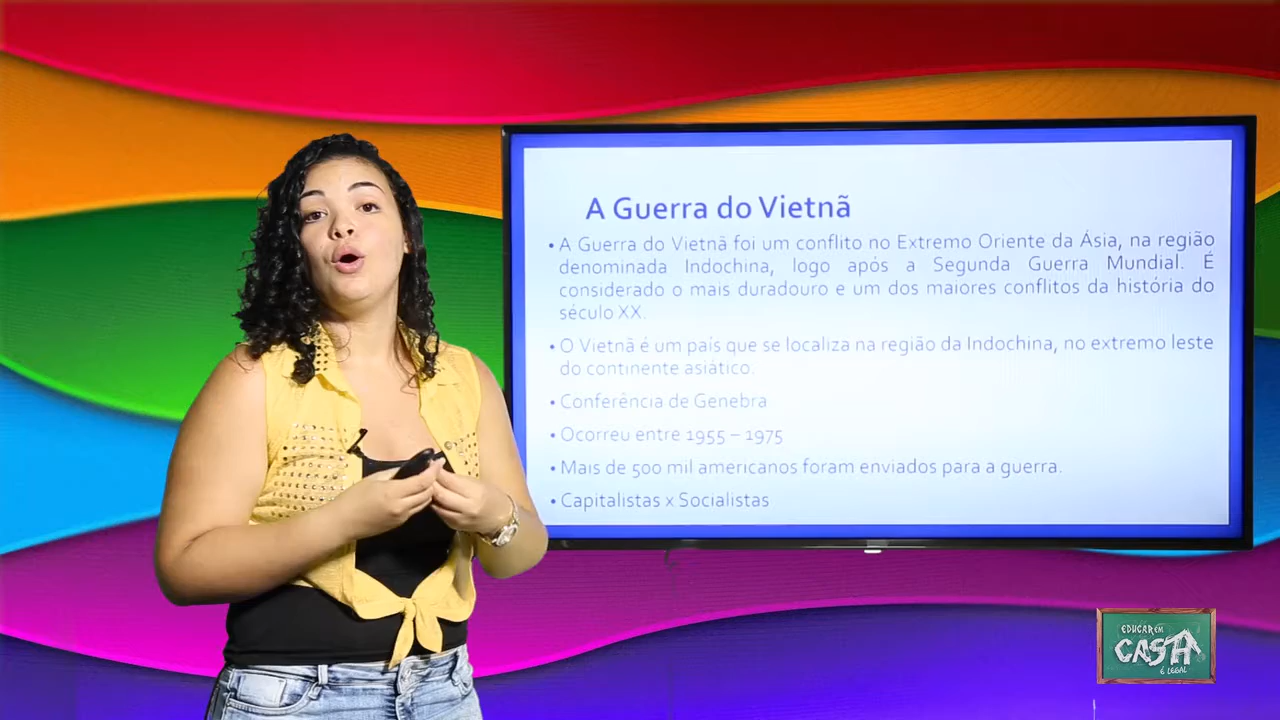 A Guerra do Vietnã
• A Guerra do Vietnã foi um conflito no Extremo Oriente da Ásia, na região
denominada Indochina, logo após a Segunda Guerra Mundial. É
considerado o mais duradouro e um dos maiores conflitos da história do
século XX.
• O Vietnã é um país que se localiza na região da Indochina, no extremo leste
do continente asiático.
• Conferência de Genebra
• Ocorreu entre 1955 – 1975
• Mais de 500 mil americanos foram enviados para a guerra.
• Capitalistas x Socialistas
EDUCAR EM
CASA
É LEGAL